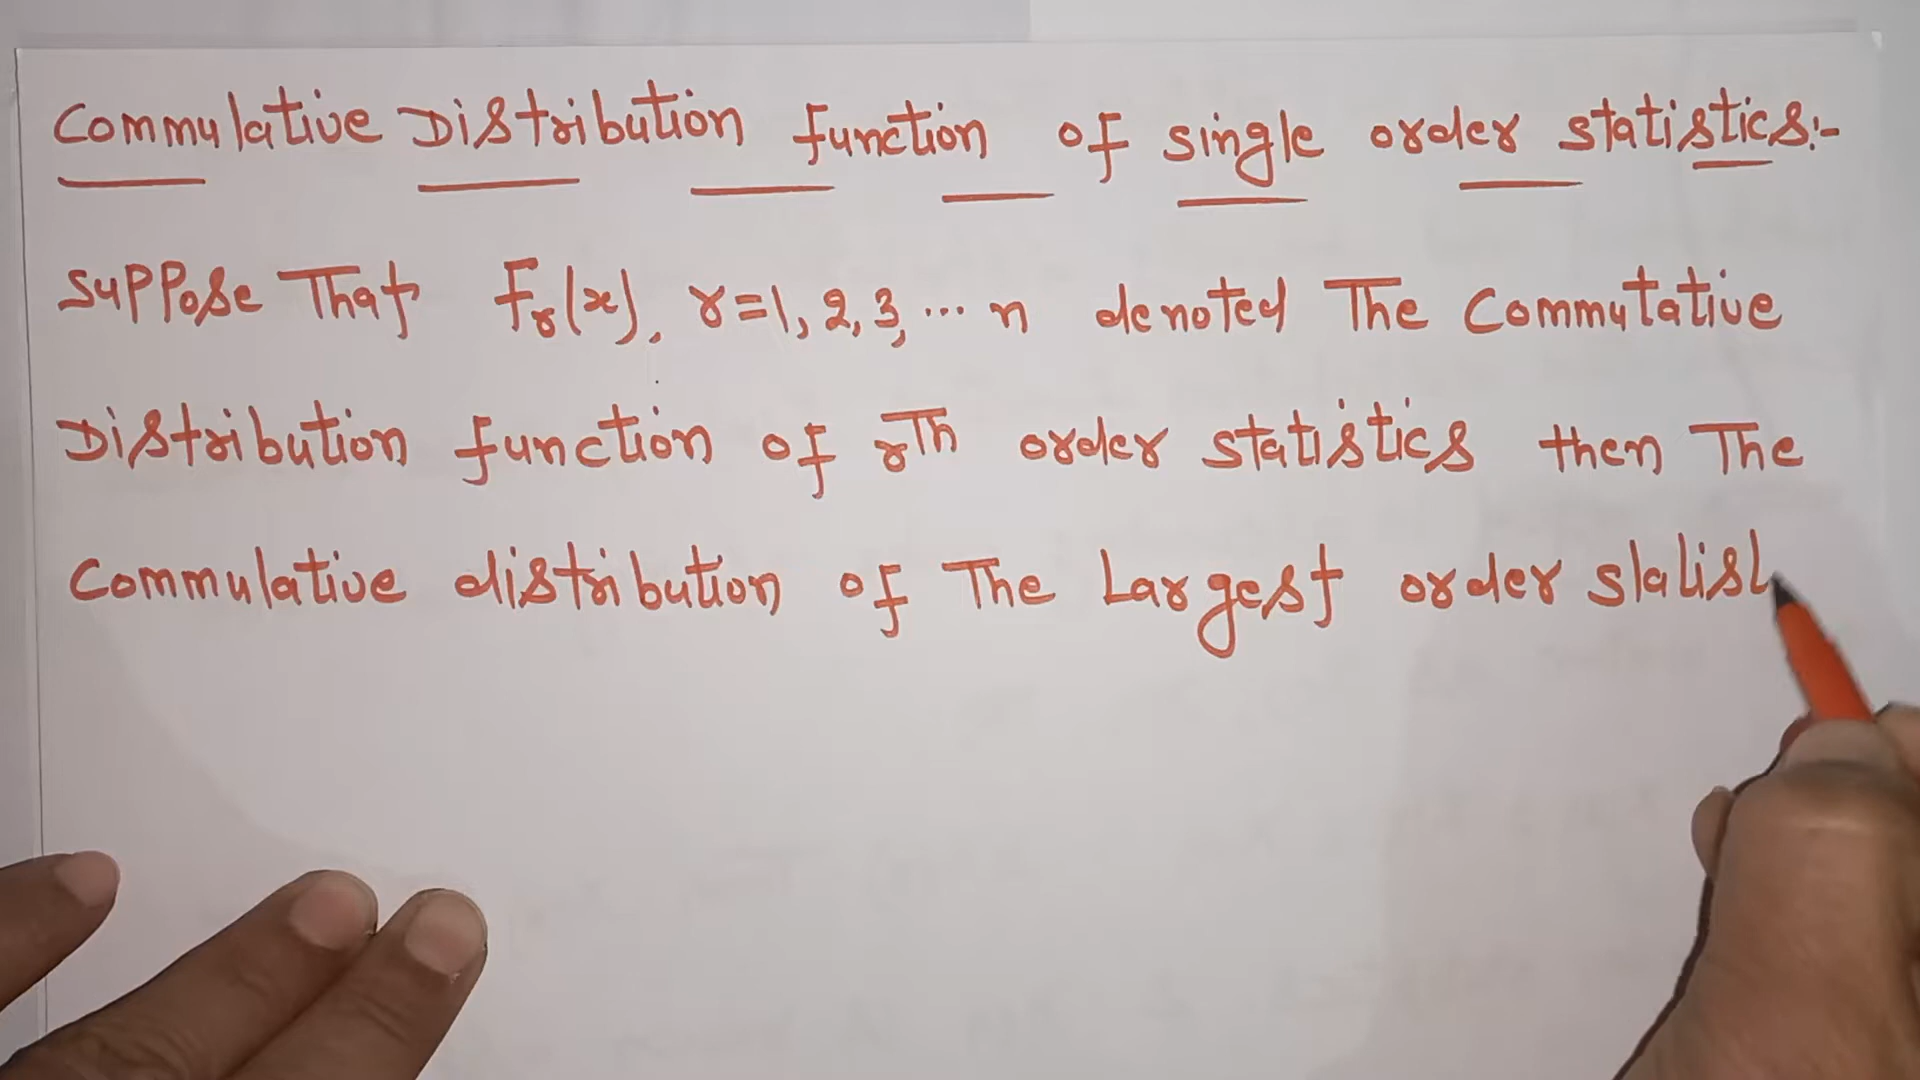 Commulative Distribution function of single order statistics:-
Suppose That Fr(x), r=1, 2, 3, ... n denoted The Commutative
Distribution function of rTh order statistics then The
Commulative distribution of The Largest order statist